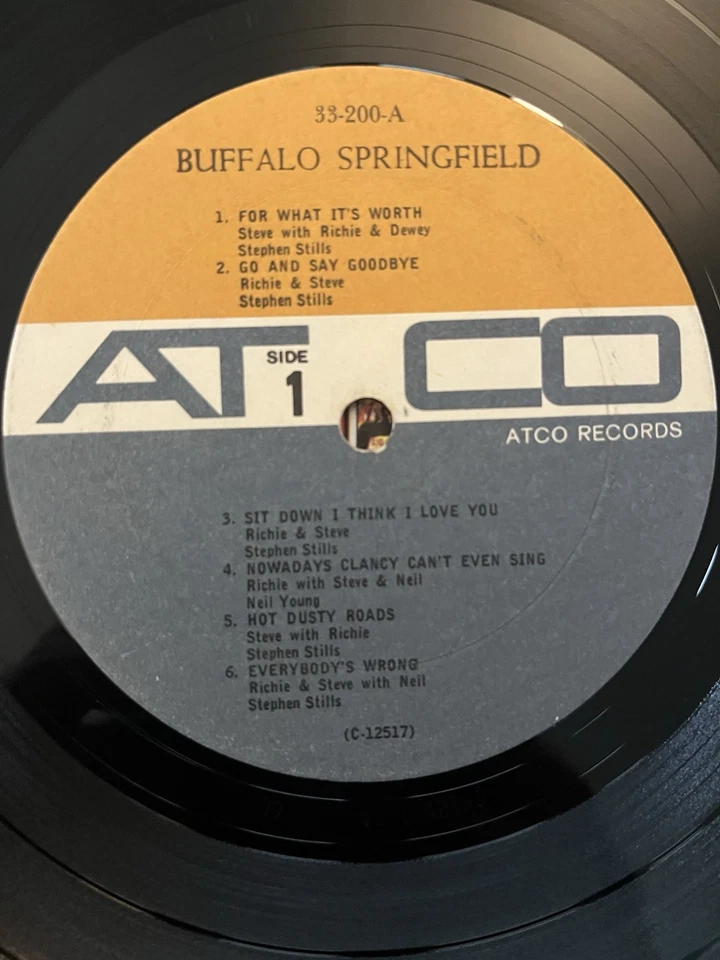 33-200-A
BUFFALO SPRINGFIELD
1. FOR WHAT IT'S WORTH
Steve with Richie & Dewey
Stephen Stills
2. GO AND SAY GOODBYE
Richie & Steve
Stephen Stills
ATCO
SIDE
1
ATCO RECORDS
3. SIT DOWN I THINK I LOVE YOU
Richie & Steve
Stephen Stills
4. NOWADAYS CLANCY CAN'T EVEN SING
Richie with Steve & Neil
Neil Young
5. HOT DUSTY ROADS
Steve with Richie
Stephen Stills
6. EVERYBODY'S WRONG
Richie & Steve with Neil
Stephen Stills
(C-12517)